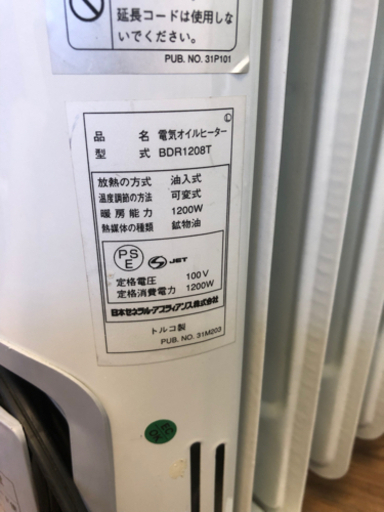 延長コードは使用しな
いでください。
PUB. NO. 31P101
品 名 電気オイルヒーター
型 式 BDR1208T
放熱の方式 油入式
温度調節の方法 可変式
暖房能力 1200W
熱媒体の種類 鉱物油
PS
E
JET
定格電圧 100V
定格消費電力 1200W
日本ゼネラル・アプライアンス株式会社
トルコ製
PUB. NO. 31M203